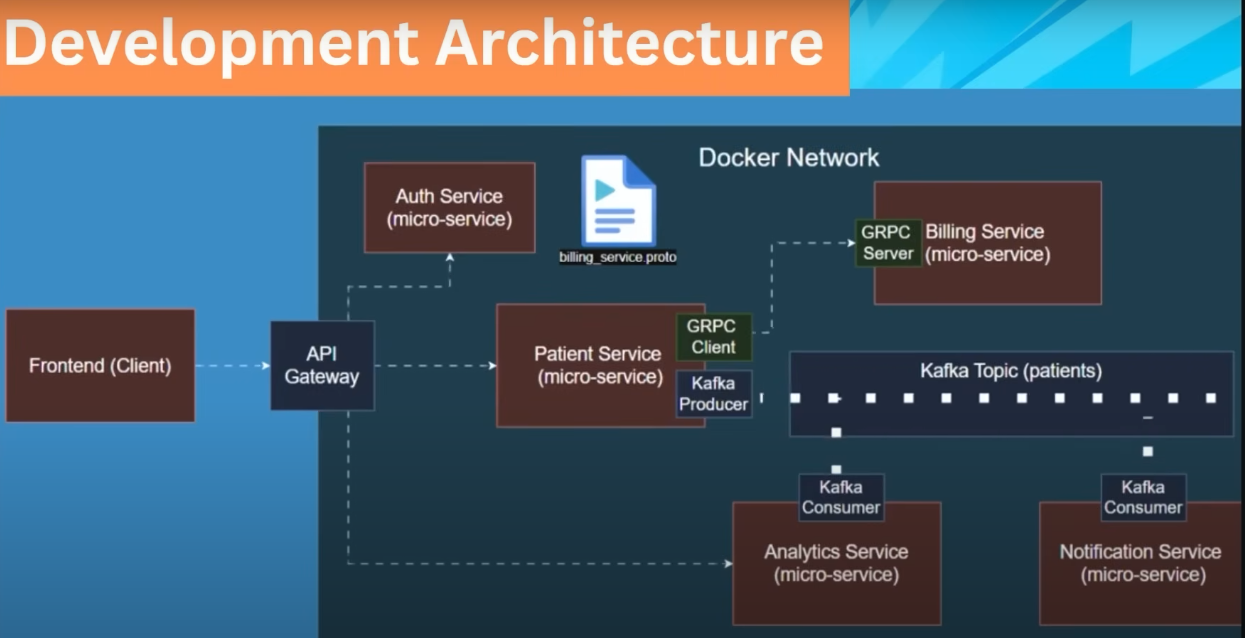 Development Architecture
Docker Network
Auth Service
(micro-service)
billing_service.proto
GRPC
Server
Billing Service
(micro-service)
Frontend (Client)
API
Gateway
Patient Service
(micro-service)
GRPC
Client
Kafka
Producer
Kafka Topic (patients)
Kafka
Consumer
Analytics Service
(micro-service)
Kafka
Consumer
Notification Service
(micro-service)